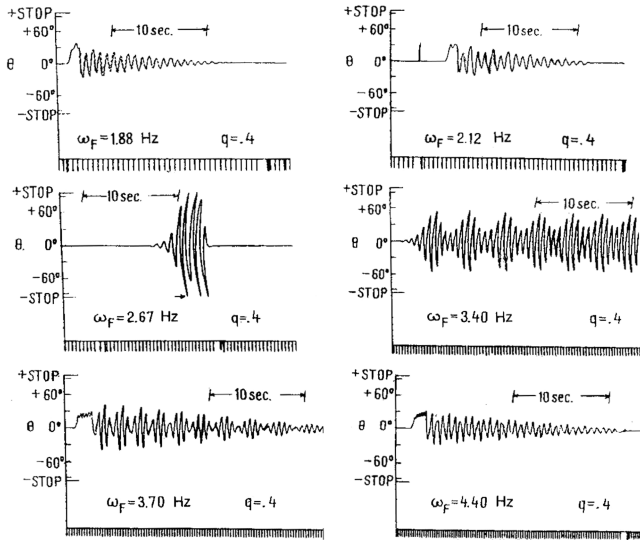 +STOP
+60°
θ 0°
-60°
-STOP
10 sec.
ω_F = 1.88 Hz q = .4
+STOP
+60°
θ 0°
-60°
-STOP
10 sec.
ω_F = 2.12 Hz q = .4
+STOP
+60°
θ. 0°
-60°
-STOP
10 sec.
ω_F = 2.67 Hz q = .4
+STOP
+60°
θ 0°
-60°
-STOP
10 sec.
ω_F = 3.40 Hz q = .4
+STOP
+60°
θ 0°
-60°
-STOP
10 sec.
ω_F = 3.70 Hz q = .4
+STOP
+60°
θ 0°
-60°
-STOP
10 sec.
ω_F = 4.40 Hz q = .4